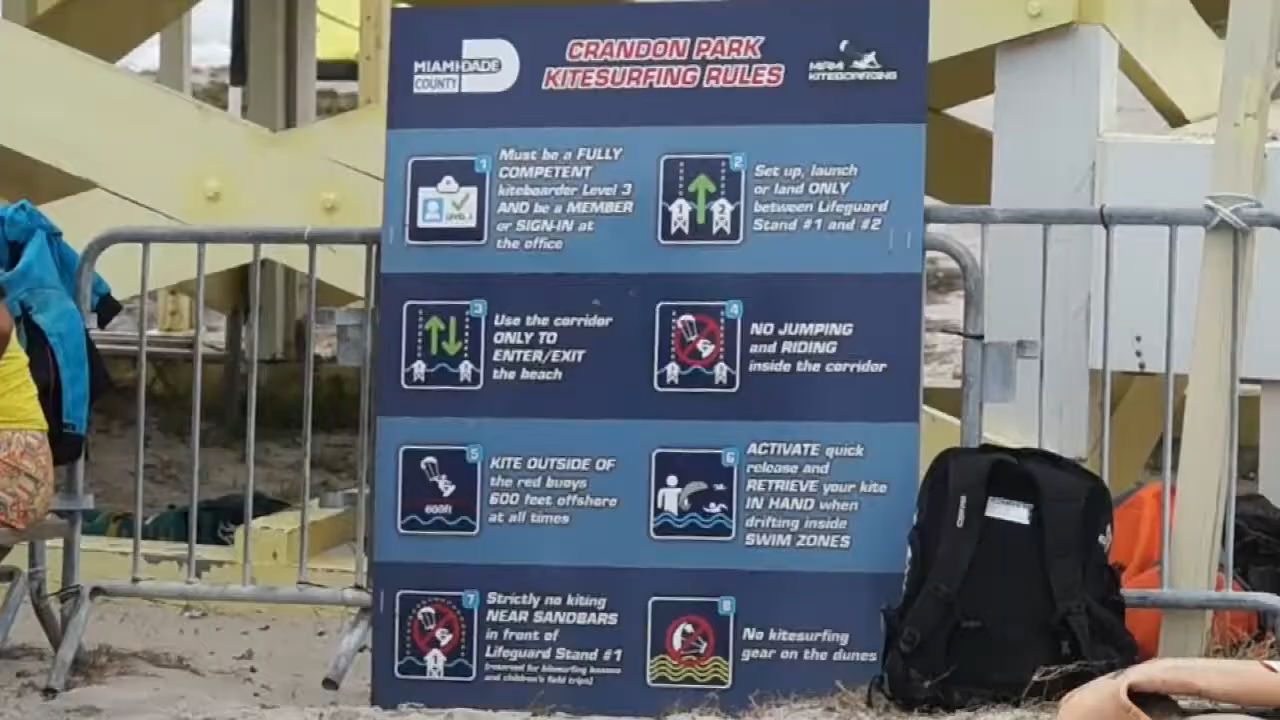 MIAMI-DADE
COUNTY
CRANDON PARK
KITESURFING RULES
MIAMI
KITEBOARDING
1
Must be a FULLY
COMPETENT
kiteboarder Level 3
AND be a MEMBER
or SIGN-IN at
the office
LEVEL 3
2
Set up, launch
or land ONLY
between Lifeguard
Stand #1 and #2
1 2
3
Use the corridor
ONLY TO
ENTER/EXIT
the beach
4
NO JUMPING
and RIDING
inside the corridor
5
KITE OUTSIDE OF
the red buoys
600 feet offshore
at all times
600ft
6
ACTIVATE quick
release and
RETRIEVE your kite
IN HAND when
drifting inside
SWIM ZONES
7
Strictly no kiting
NEAR SANDBARS
in front of
Lifeguard Stand #1
(reserved for kitesurfing lessons
and children's field trips)
1
8
No kitesurfing
gear on the dunes